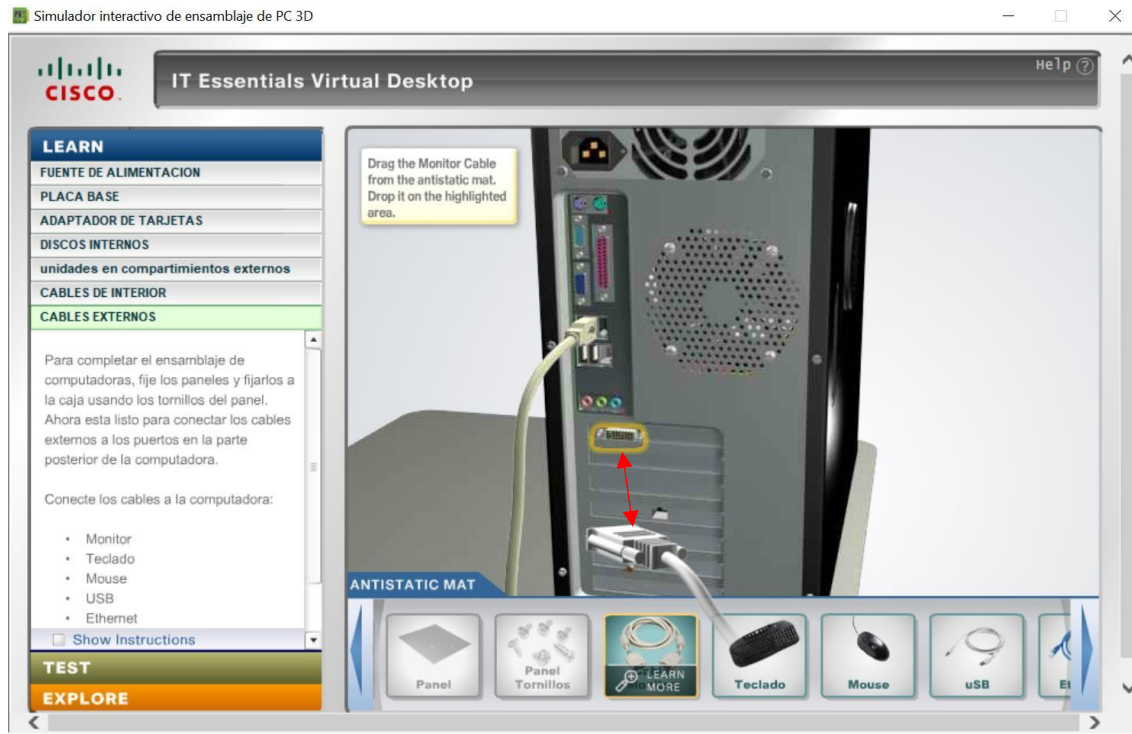 Simulador interactivo de ensamblaje de PC 3D
CISCO
IT Essentials Virtual Desktop
Help ?
LEARN
FUENTE DE ALIMENTACION
PLACA BASE
ADAPTADOR DE TARJETAS
DISCOS INTERNOS
unidades en compartimientos externos
CABLES DE INTERIOR
CABLES EXTERNOS
Para completar el ensamblaje de
computadoras, fije los paneles y fijarlos a
la caja usando los tornillos del panel.
Ahora esta listo para conectar los cables
externos a los puertos en la parte
posterior de la computadora.
Conecte los cables a la computadora:
• Monitor
• Teclado
• Mouse
• USB
• Ethernet
Show Instructions
TEST
EXPLORE
Drag the Monitor Cable
from the antistatic mat.
Drop it on the highlighted
area.
ANTISTATIC MAT
Panel
Panel
Tornillos
LEARN
MORE
Teclado
Mouse
uSB